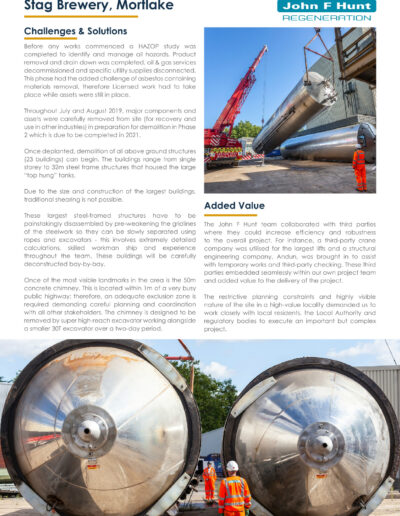 Stag Brewery, Mortlake
John F Hunt
REGENERATION
Challenges & Solutions
Before any works commenced a HAZOP study was
completed to identify and manage all hazards. Product
removal and drain down was completed, oil & gas services
decommissioned and specific utility supplies disconnected.
This phase had the added challenge of asbestos containing
materials removal, therefore Licensed work had to take
place while assets were still in place.
Throughout July and August 2019, major components and
assets were carefully removed from site (for recovery and
use in other industries) in preparation for demolition in Phase
2 which is due to be completed in 2021.
Once deplanted, demolition of all above ground structures
(23 buildings) can begin. The buildings range from single
storey to 32m steel frame structures that housed the large
"top hung" tanks.
Due to the size and construction of the largest buildings,
traditional shearing is not possible.
These largest steel-framed structures have to be
painstakingly disassembled by pre-weakening the gridlines
of the steelwork so they can be slowly separated using
ropes and excavators - this involves extremely detailed
calculations, skilled workman ship and experience
throughout the team. These buildings will be carefully
deconstructed bay-by-bay.
Once of the most visible landmarks in the area is the 50m
concrete chimney. This is located within 1m of a very busy
public highway; therefore, an adequate exclusion zone is
required demanding careful planning and coordination
with all other stakeholders. The chimney is designed to be
removed by super high-reach excavator working alongside
a smaller 30T excavator over a two-day period.
Added Value
The John F Hunt team collaborated with third parties
where they could increase efficiency and robustness
to the overall project. For instance, a third-party crane
company was utilised for the largest lifts and a structural
engineering company, Andun, was brought in to assist
with temporary works and third-party checking. These third
parties embedded seamlessly within our own project team
and added value to the delivery of the project.
The restrictive planning constraints and highly visible
nature of the site in a high-value locality demanded us to
work closely with local residents, the Local Authority and
regulatory bodies to execute an important but complex
project.